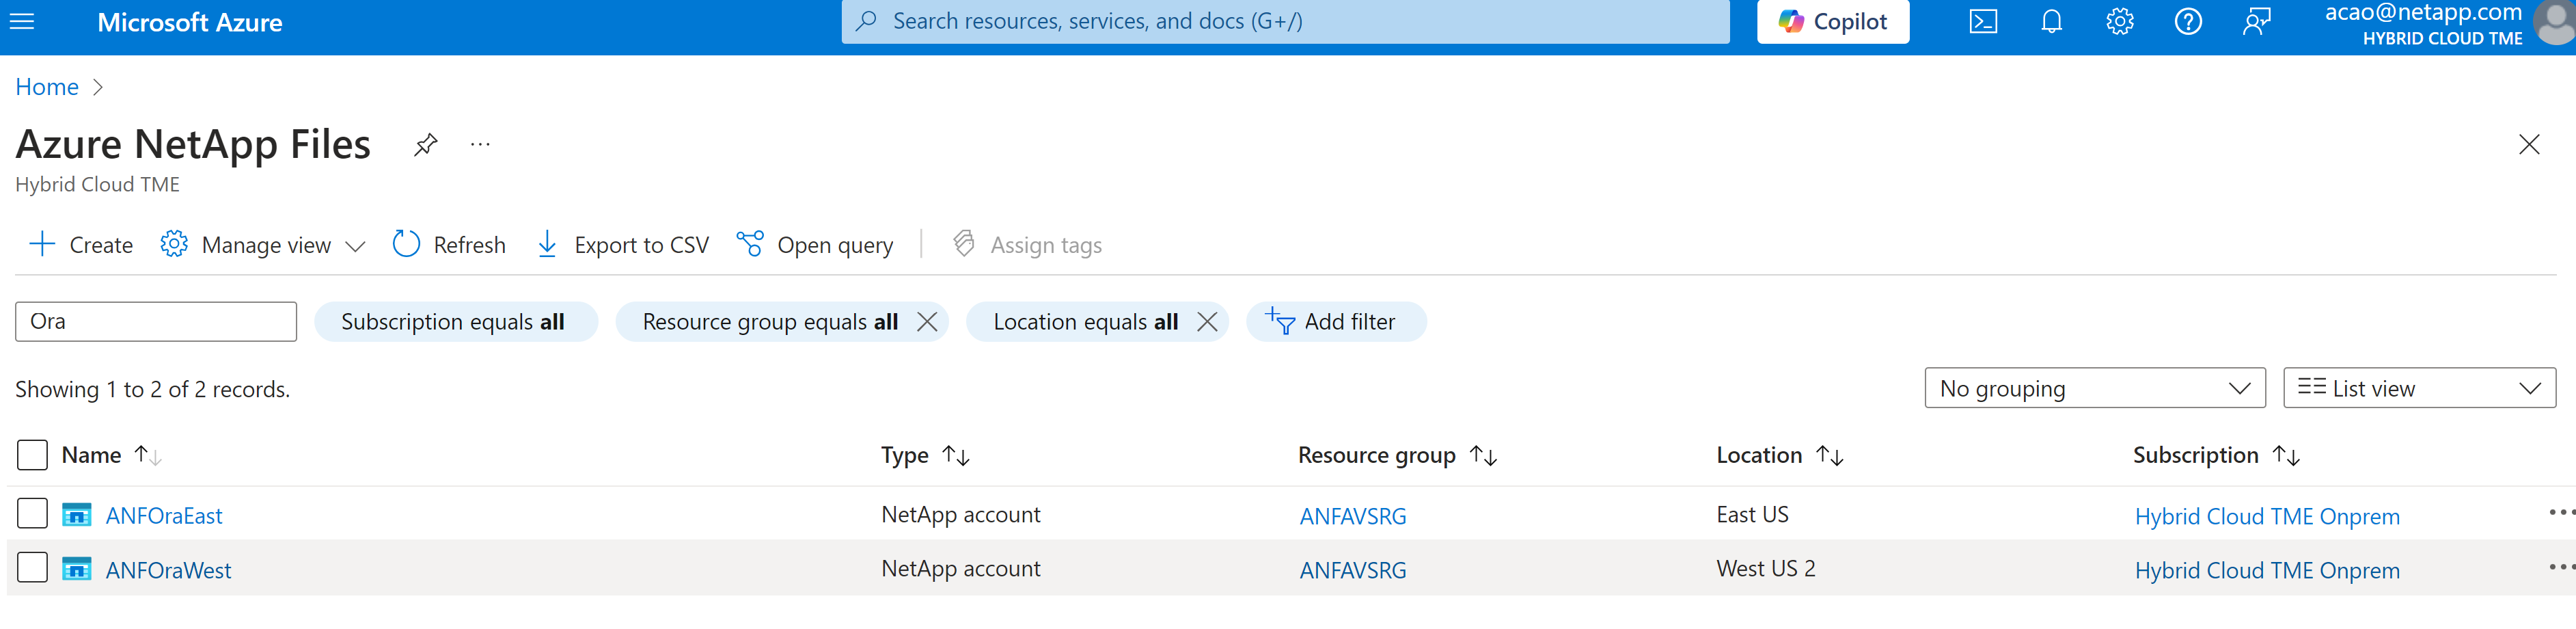 Microsoft Azure
Search resources, services, and docs (G+/)
Copilot
acao@netapp.com
HYBRID CLOUD TME
Home
Azure NetApp Files
Hybrid Cloud TME
Create
Manage view
Refresh
Export to CSV
Open query
Assign tags
Ora
Subscription equals all
Resource group equals all
Location equals all
Add filter
Showing 1 to 2 of 2 records.
No grouping
List view
Name Type Resource group Location Subscription
ANFOraEast NetApp account ANFAVSRG East US Hybrid Cloud TME Onprem
ANFOraWest NetApp account ANFAVSRG West US 2 Hybrid Cloud TME Onprem